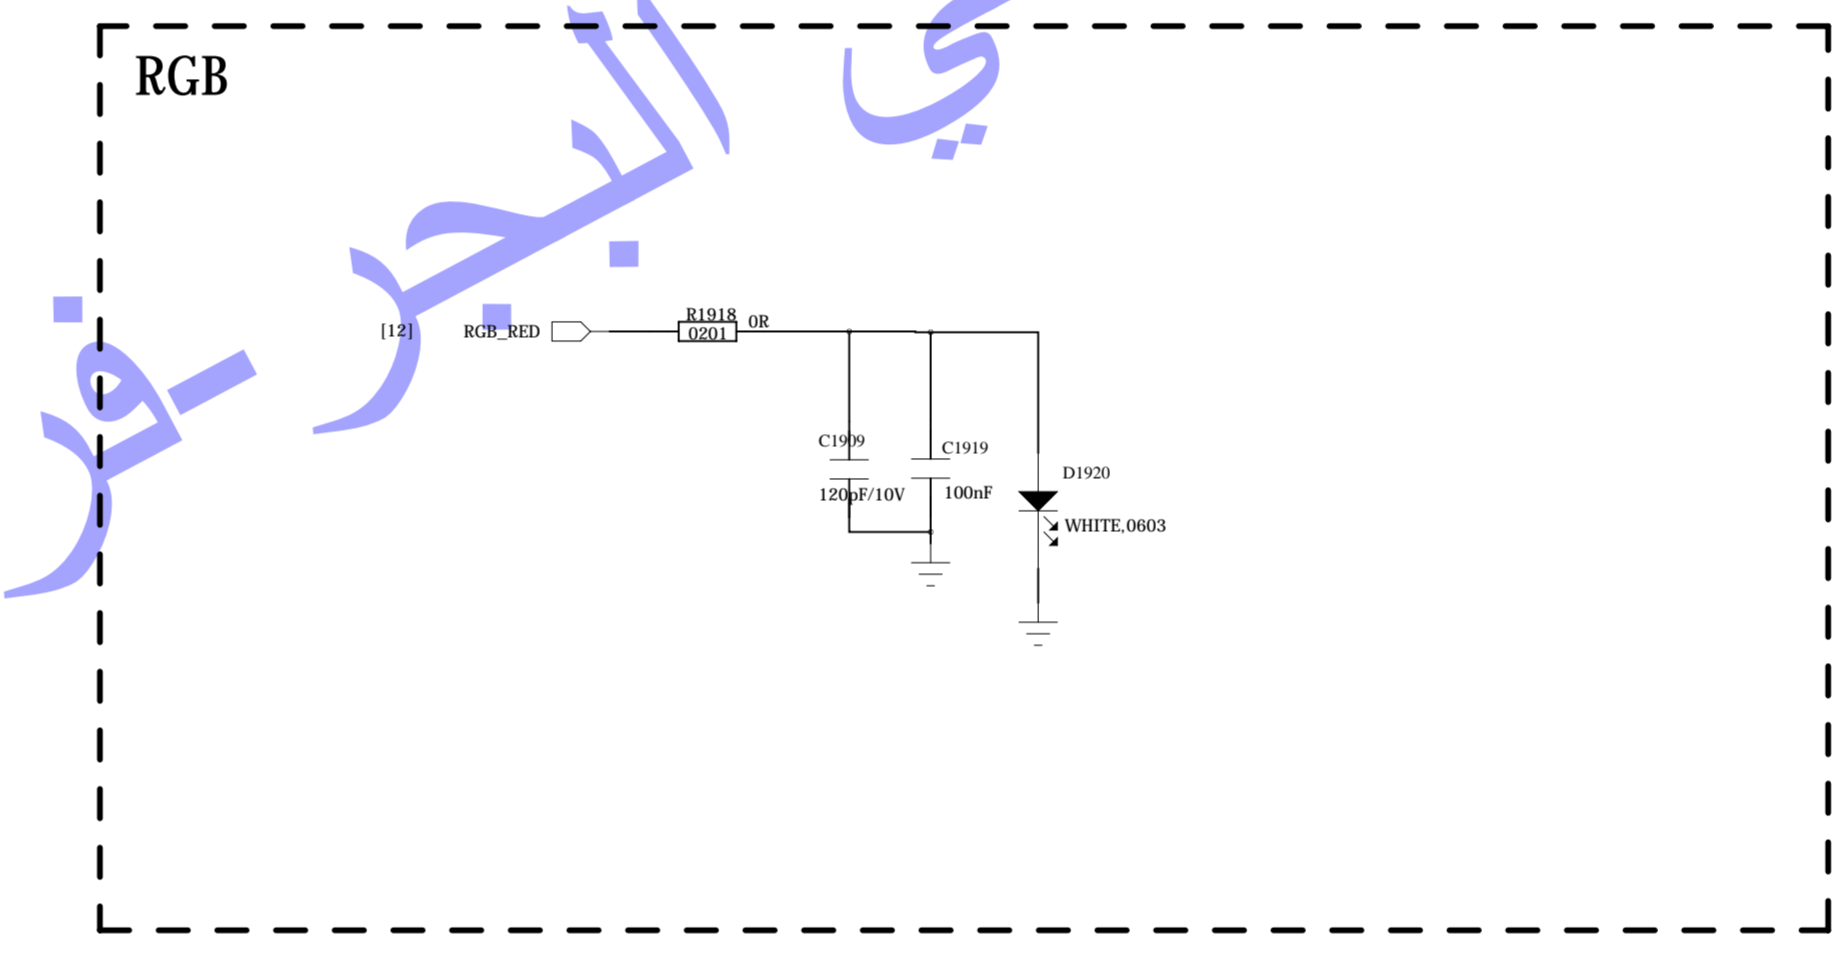 RGB
[12] RGB_RED
R1918
0201
0R
C1909
120pF/10V
C1919
100nF
D1920
WHITE,0603